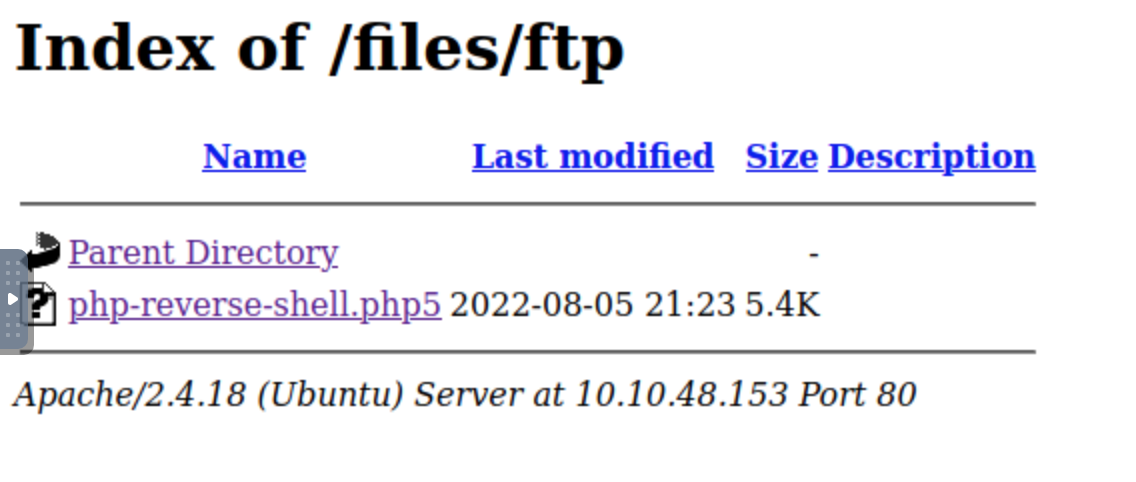 Index of /files/ftp
Name Last modified Size Description
Parent Directory -
php-reverse-shell.php5 2022-08-05 21:23 5.4K
Apache/2.4.18 (Ubuntu) Server at 10.10.48.153 Port 80